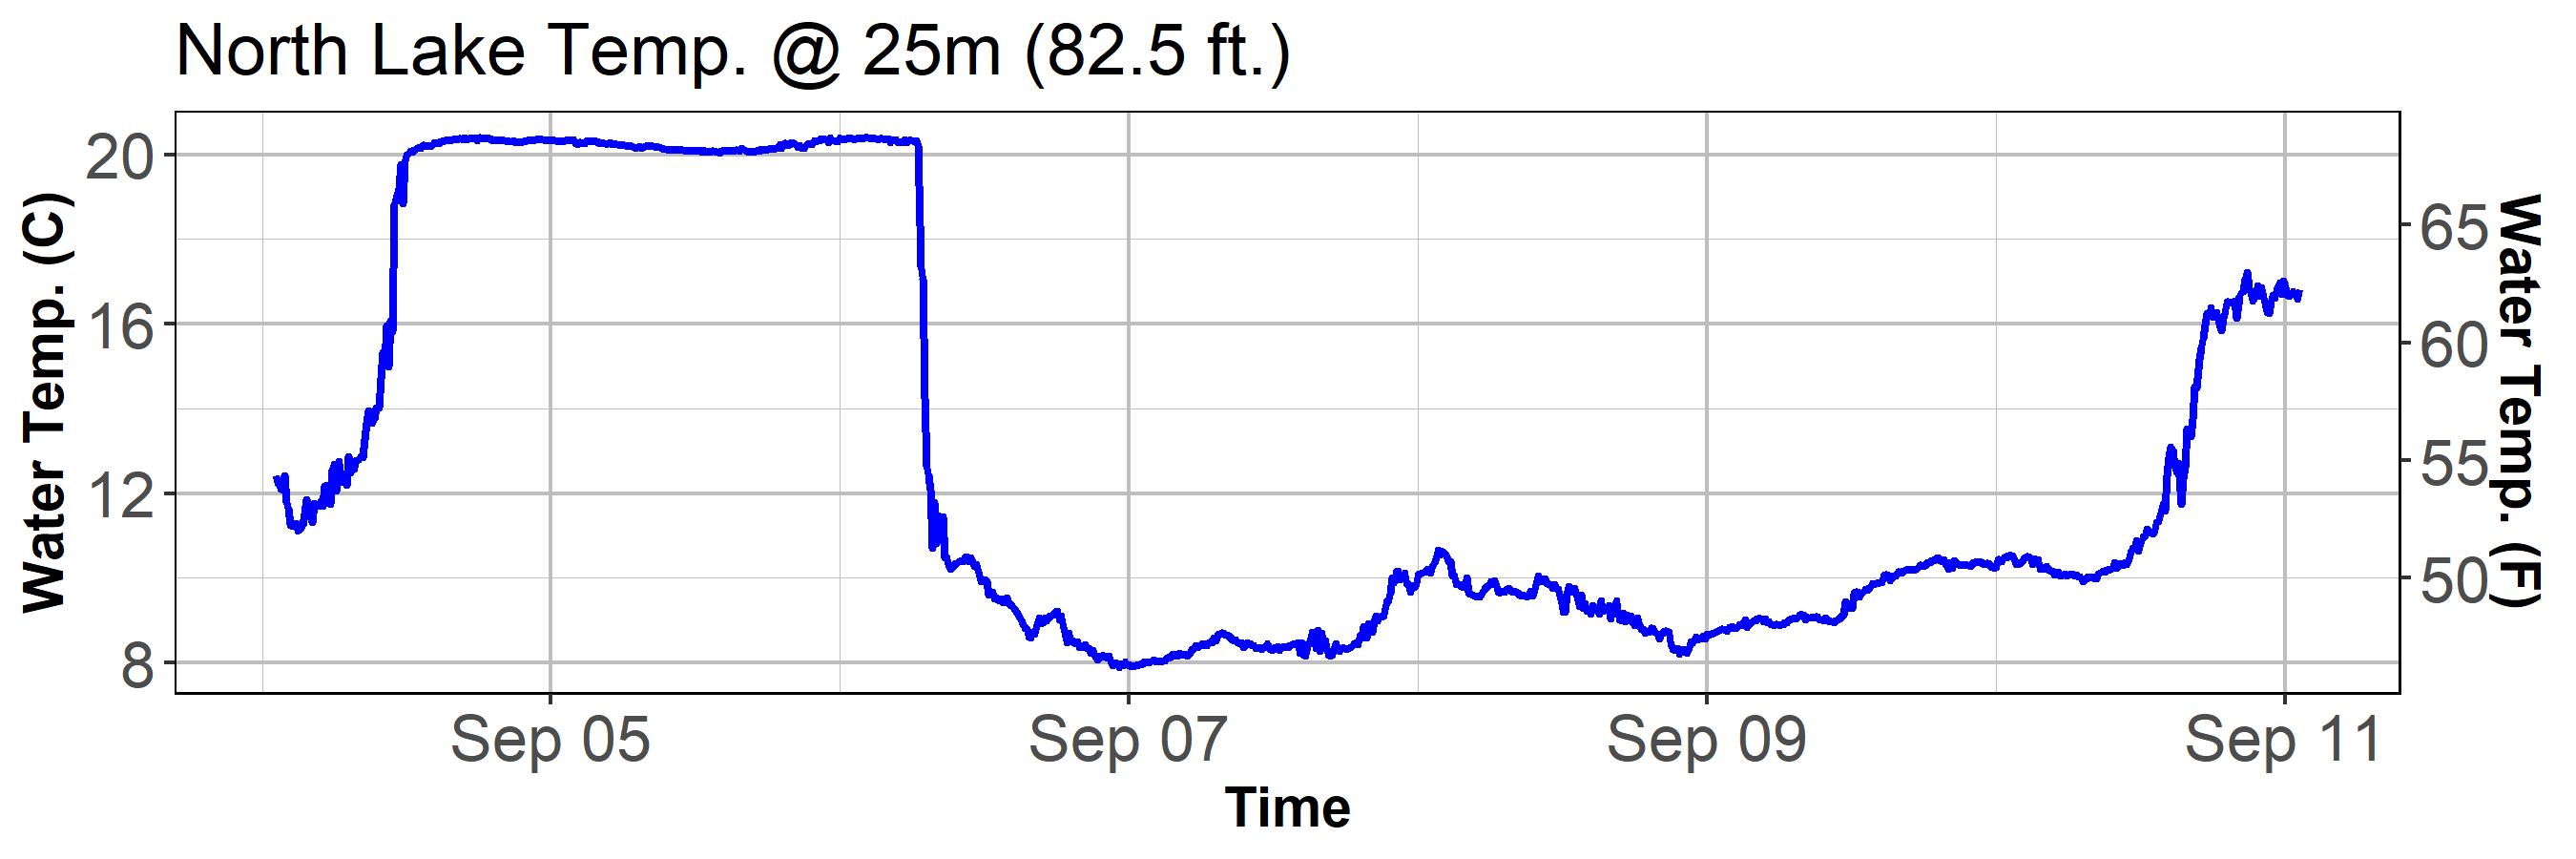 North Lake Temp. @ 25m (82.5 ft.)
Water Temp. (C)
20
16
12
8
65
60
55
50
Water Temp. (F)
Sep 05
Sep 07
Sep 09
Sep 11
Time